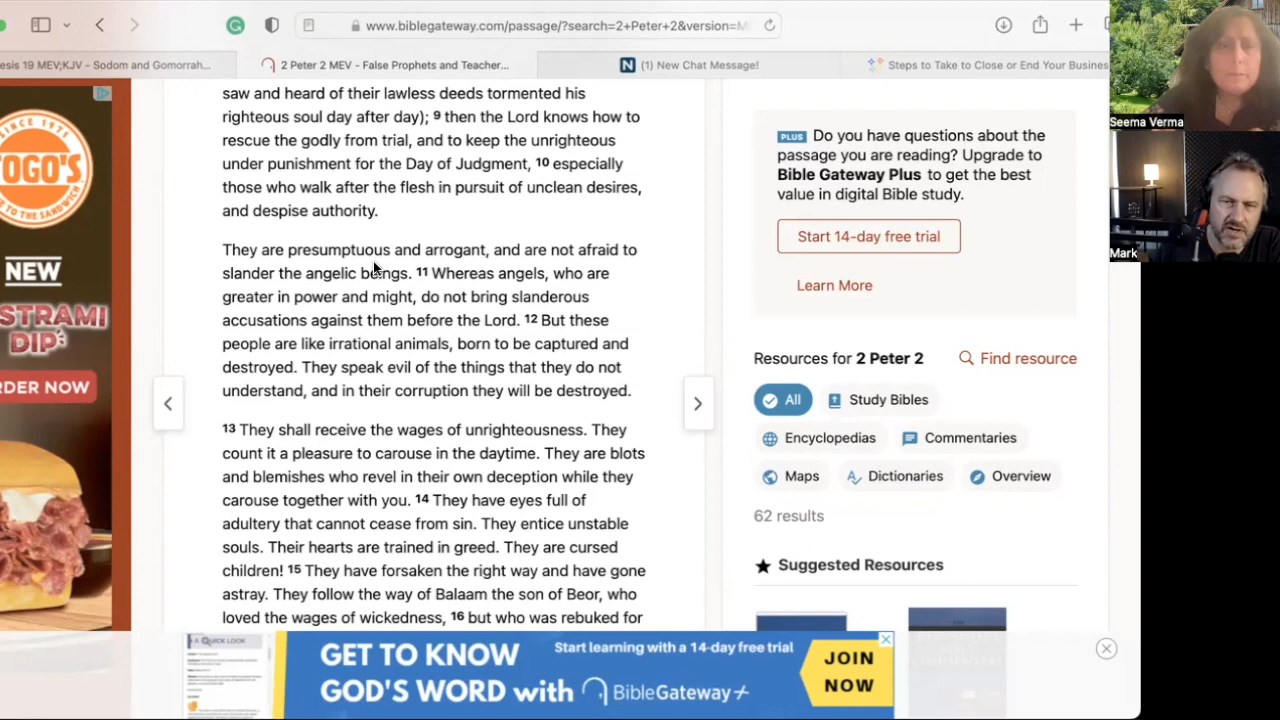 www.biblegateway.com/passage/?search=2+Peter+2&version=M
esis 19 MEV;KJV - Sodom and Gomorrah...
2 Peter 2 MEV - False Prophets and Teacher...
(1) New Chat Message!
Steps to Take to Close or End Your Busines
SINCE 1971
TOGO'S
TO THE SANDWICH
NEW
STRAMI
DIP
RDER NOW
saw and heard of their lawless deeds tormented his
righteous soul day after day); 9 then the Lord knows how to
rescue the godly from trial, and to keep the unrighteous
under punishment for the Day of Judgment, 10 especially
those who walk after the flesh in pursuit of unclean desires,
and despise authority.
They are presumptuous and arrogant, and are not afraid to
slander the angelic beings. 11 Whereas angels, who are
greater in power and might, do not bring slanderous
accusations against them before the Lord. 12 But these
people are like irrational animals, born to be captured and
destroyed. They speak evil of the things that they do not
understand, and in their corruption they will be destroyed.
13 They shall receive the wages of unrighteousness. They
count it a pleasure to carouse in the daytime. They are blots
and blemishes who revel in their own deception while they
carouse together with you. 14 They have eyes full of
adultery that cannot cease from sin. They entice unstable
souls. Their hearts are trained in greed. They are cursed
children! 15 They have forsaken the right way and have gone
astray. They follow the way of Balaam the son of Beor, who
loved the wages of wickedness, 16 but who was rebuked for
PLUS Do you have questions about the
passage you are reading? Upgrade to
Bible Gateway Plus to get the best
value in digital Bible study.
Start 14-day free trial
Learn More
Resources for 2 Peter 2
Find resource
All
Study Bibles
Encyclopedias
Commentaries
Maps
Dictionaries
Overview
62 results
Suggested Resources
A QUICK LOOK
GET TO KNOW
GOD'S WORD with
Start learning with a 14-day free trial
BibleGateway+
JOIN
NOW
Seema Verma
Mark